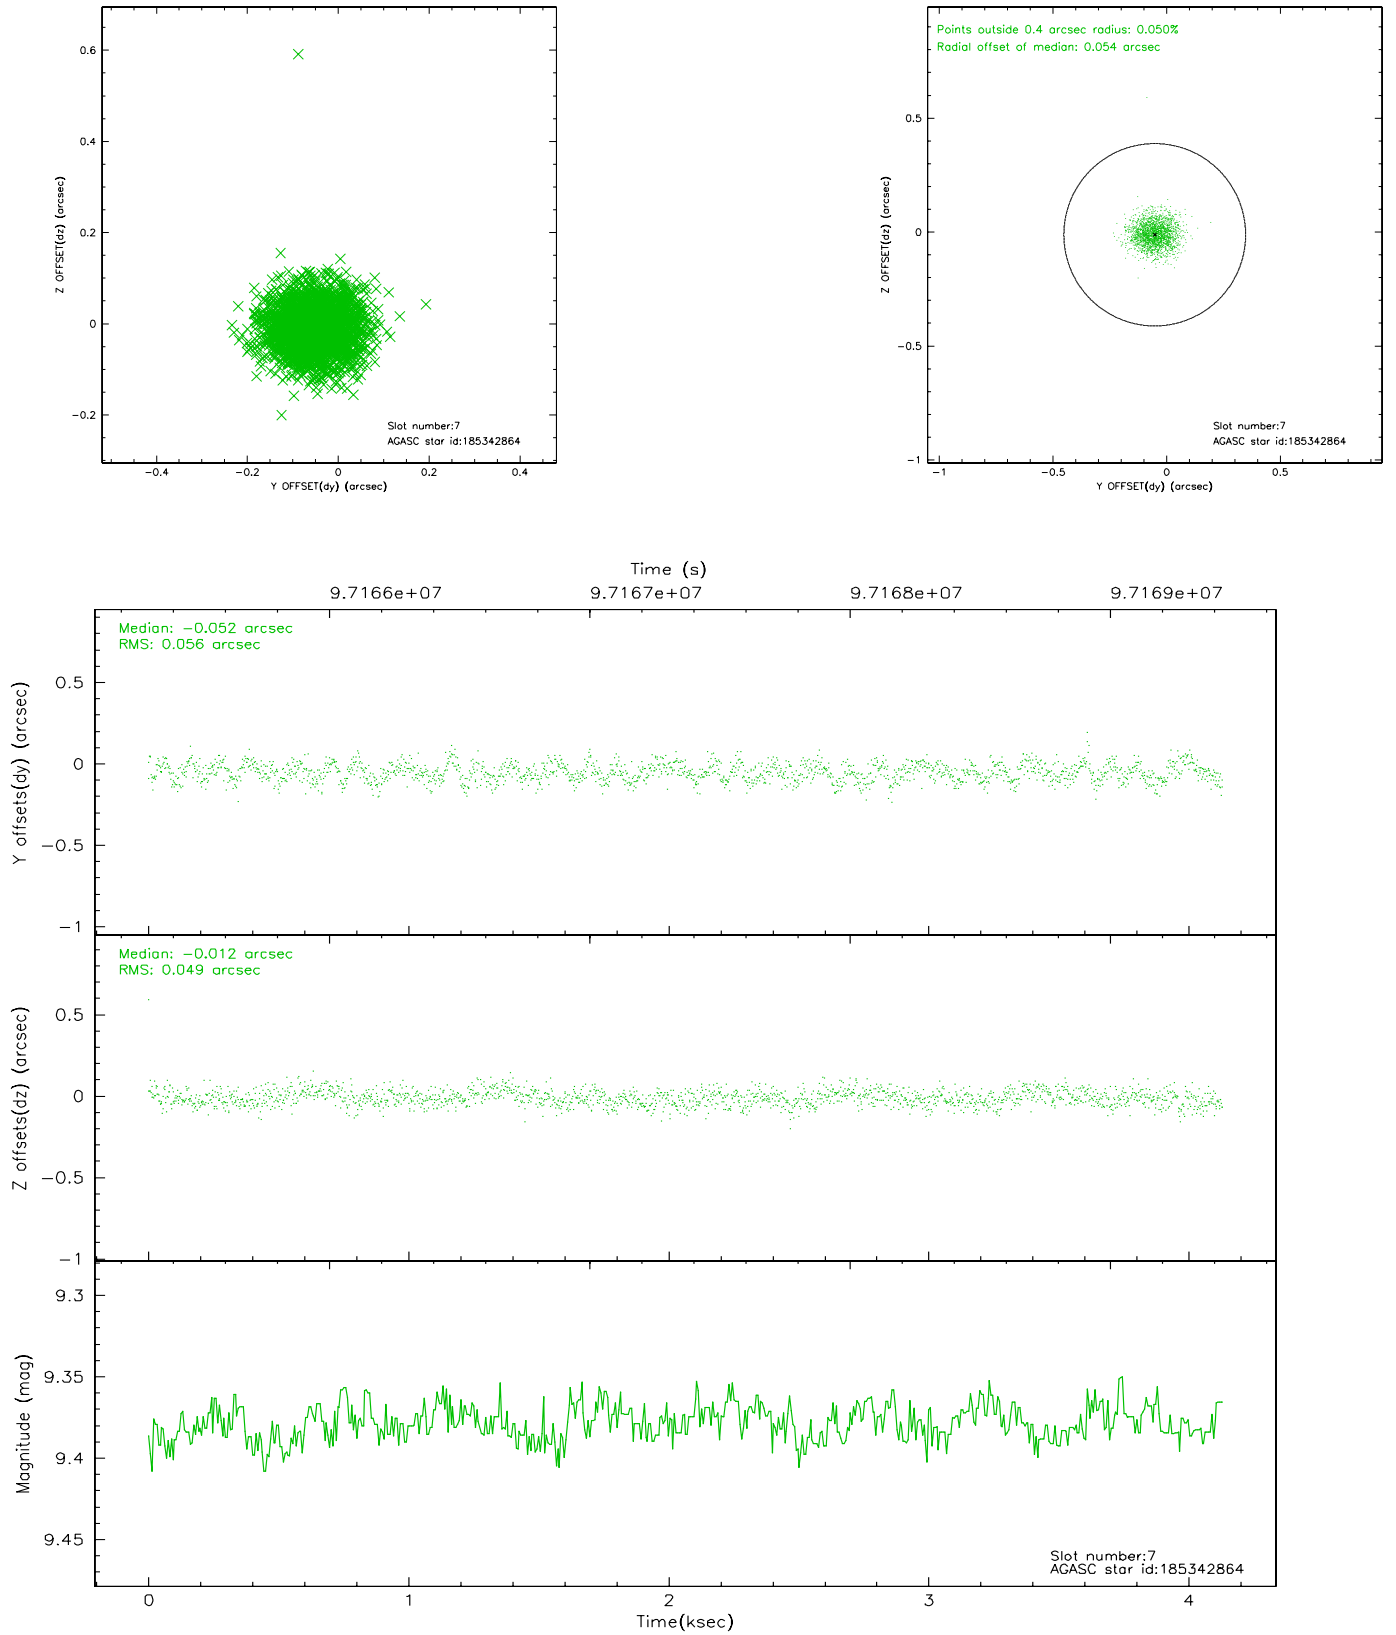 0.6
0.4
0.2
0
−0.2
Z OFFSET(dz) (arcsec)
Slot number:7
AGASC star id:185342864
−0.4 −0.2 0 0.2 0.4
Y OFFSET(dy) (arcsec)
Points outside 0.4 arcsec radius: 0.050%
Radial offset of median: 0.054 arcsec
0.5
0
−0.5
−1
Z OFFSET(dz) (arcsec)
Slot number:7
AGASC star id:185342864
−1 −0.5 0 0.5
Y OFFSET(dy) (arcsec)
Time (s)
9.7166e+07 9.7167e+07 9.7168e+07 9.7169e+07
Median: −0.052 arcsec
RMS: 0.056 arcsec
0.5
0
−0.5
−1
Y offsets(dy) (arcsec)
Median: −0.012 arcsec
RMS: 0.049 arcsec
0.5
0
−0.5
−1
Z offsets(dz) (arcsec)
9.3
9.35
9.4
9.45
Magnitude (mag)
Slot number:7
AGASC star id:185342864
0 1 2 3 4
Time(ksec)